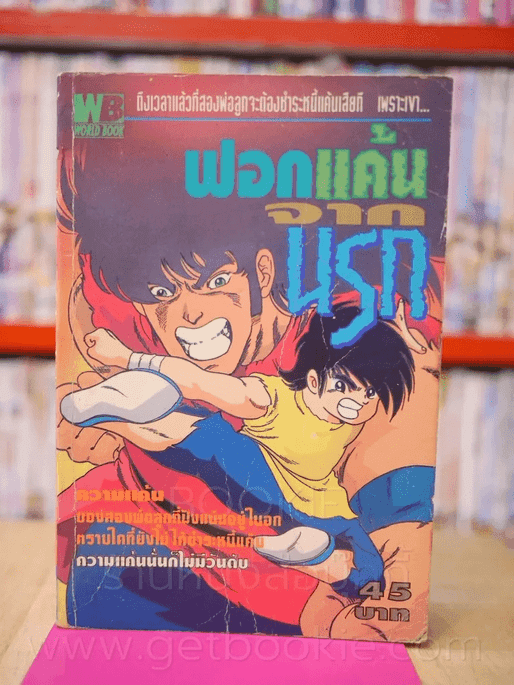 ถึงเวลาแล้วที่สองพ่อลูกจะต้องชำระหนี้แค้นเสียที เพราะเขา...
WB
WORLD BOOK
ฟอกแค้น
จาก
นรก
ความแค้น
ของสองพ่อลูกที่ฝังแน่นอยู่ในอก
ตราบใดที่ยังไม่ได้ชำระหนี้แค้น
ความแค้นนั้นก็ไม่มีวันดับ
45
บาท
www.getbookie.com